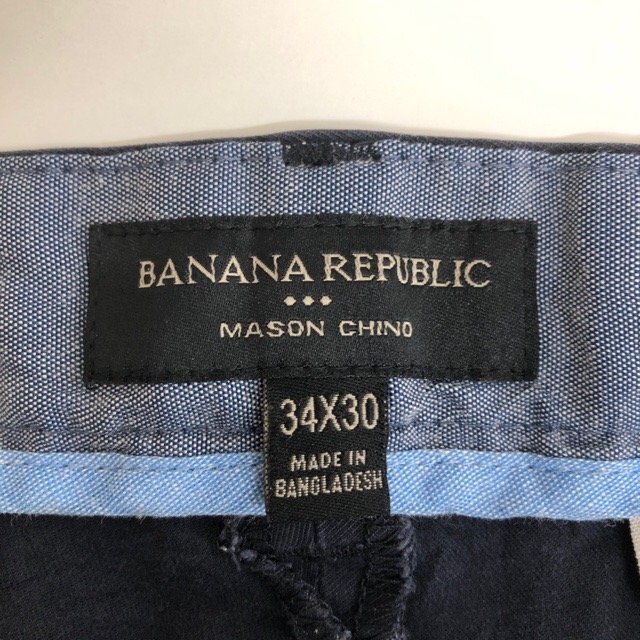 BANANA REPUBLIC
MASON CHINO
34X30
MADE IN
BANGLADESH